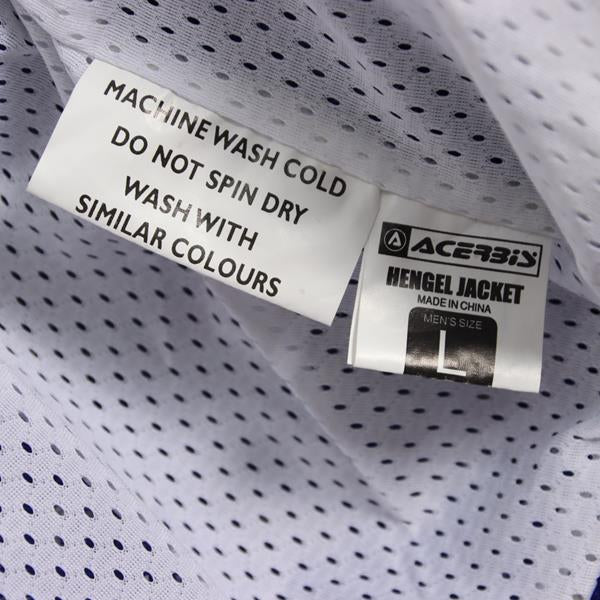 MACHINE WASH COLD
DO NOT SPIN DRY
WASH WITH
SIMILAR COLOURS
ACERBIS
HENGEL JACKET
MADE IN CHINA
MEN'S SIZE
L